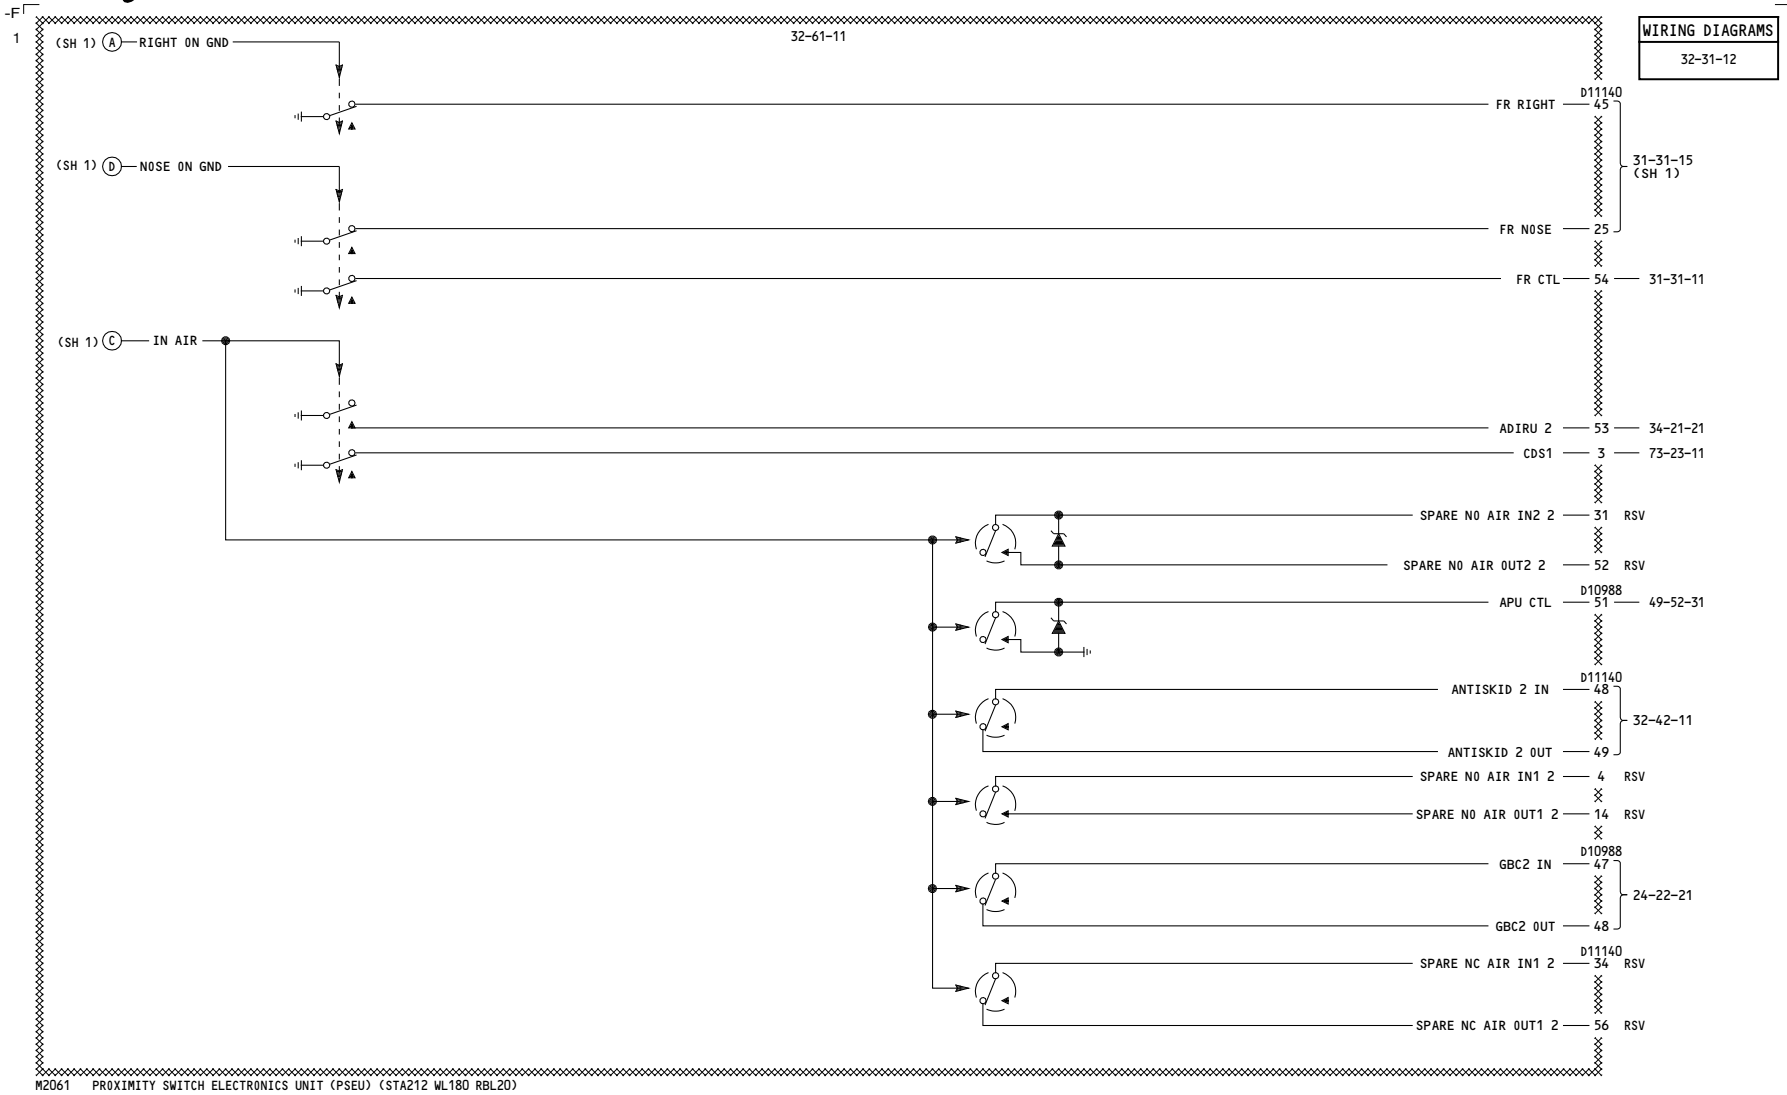 -F
1
(SH 1) A RIGHT ON GND
32-61-11
WIRING DIAGRAMS
32-31-12
D11140
FR RIGHT 45
(SH 1) D NOSE ON GND
31-31-15
(SH 1)
FR NOSE 25
FR CTL 54 31-31-11
(SH 1) C IN AIR
ADIRU 2 53 34-21-21
CDS1 3 73-23-11
SPARE NO AIR IN2 2 31 RSV
SPARE NO AIR OUT2 2 52 RSV
D10988
APU CTL 51 49-52-31
D11140
ANTISKID 2 IN 48
32-42-11
ANTISKID 2 OUT 49
SPARE NO AIR IN1 2 4 RSV
SPARE NO AIR OUT1 2 14 RSV
D10988
GBC2 IN 47
24-22-21
GBC2 OUT 48
D11140
SPARE NC AIR IN1 2 34 RSV
SPARE NC AIR OUT1 2 56 RSV
M2061 PROXIMITY SWITCH ELECTRONICS UNIT (PSEU) (STA212 WL180 RBL20)